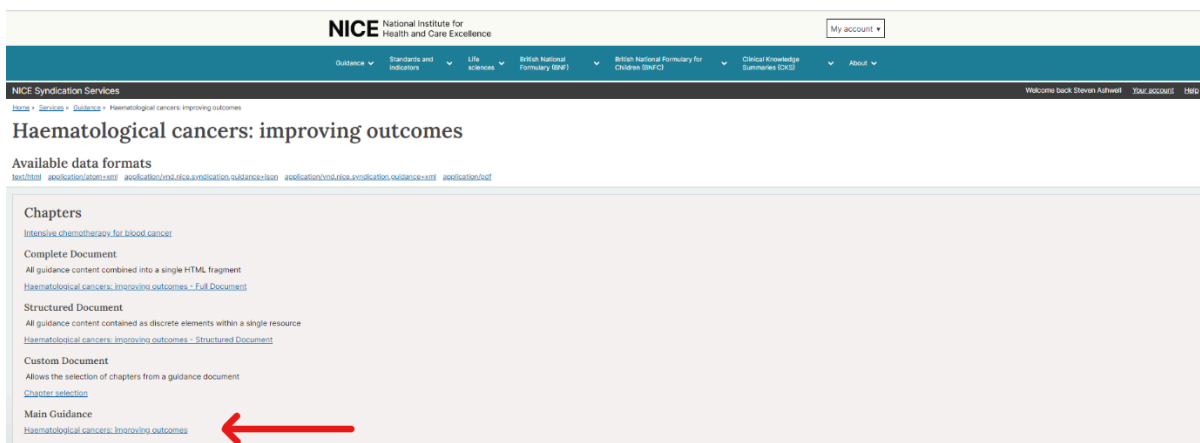 NICE National Institute for
Health and Care Excellence
My account ▾
Guidance Standards and
indicators Life
sciences British National
Formulary (BNF) British National Formulary for
Children (BNFC) Clinical Knowledge
Summaries (CKS) About
NICE Syndication Services Welcome back Steven Ashwell Your account Help
Home › Services › Guidance › Haematological cancers: improving outcomes
Haematological cancers: improving outcomes
Available data formats
text/html application/atom+xml application/vnd.nice.syndication.guidance+json application/vnd.nice.syndication.guidance+xml application/pdf
Chapters
Intensive chemotherapy for blood cancer
Complete Document
All guidance content combined into a single HTML fragment
Haematological cancers: improving outcomes - Full Document
Structured Document
All guidance content contained as discrete elements within a single resource
Haematological cancers: improving outcomes - Structured Document
Custom Document
Allows the selection of chapters from a guidance document
Chapter selection
Main Guidance
Haematological cancers: improving outcomes